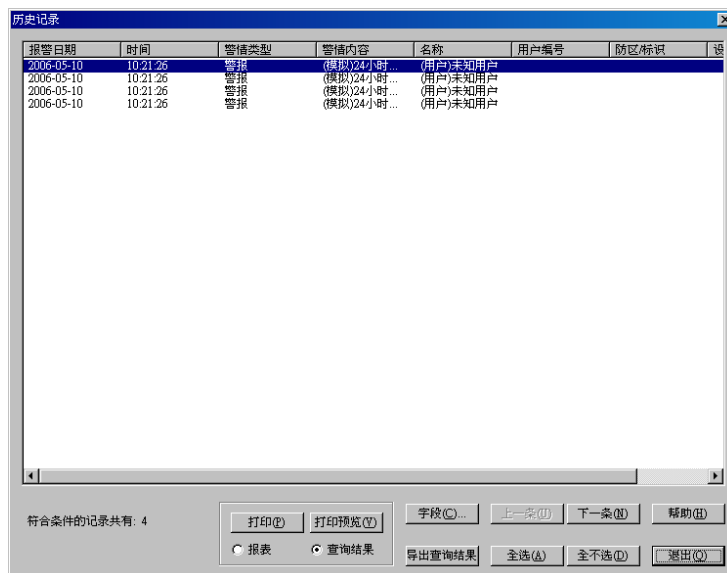 历史记录
报警日期 时间 警情类型 警情内容 名称 用户编号 防区/标识 设
2006-05-10 10:21:26 警报 (模拟)24小时... (用户)未知用户
2006-05-10 10:21:26 警报 (模拟)24小时... (用户)未知用户
2006-05-10 10:21:26 警报 (模拟)24小时... (用户)未知用户
2006-05-10 10:21:26 警报 (模拟)24小时... (用户)未知用户
符合条件的记录共有: 4
打印(P) 打印预览(Y) 字段(C)... 上一条(U) 下一条(N) 帮助(H)
报表 查询结果 导出查询结果 全选(A) 全不选(D) 退出(Q)